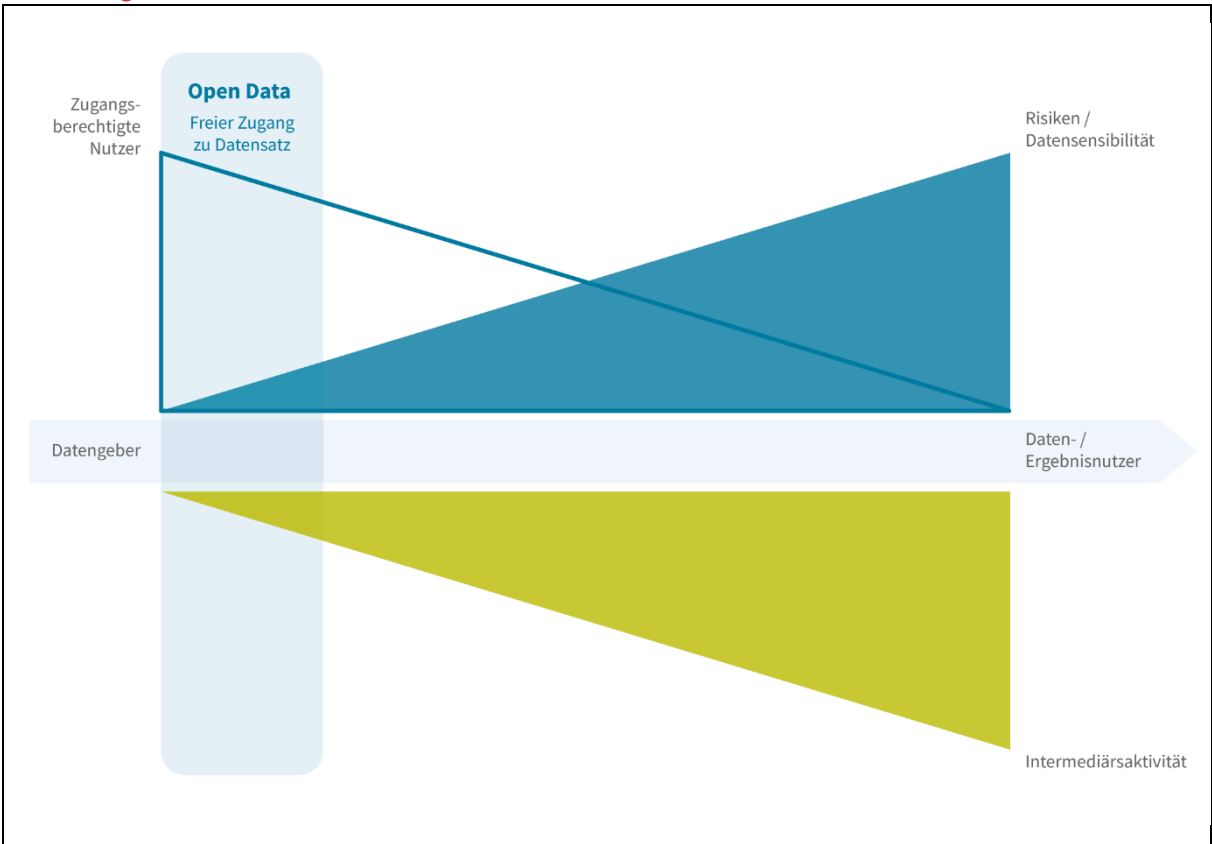 Open Data
Freier Zugang
zu Datensatz
Zugangs-
berechtigte
Nutzer
Risiken /
Datensensibilität
Datengeber
Daten- /
Ergebnisnutzer
Intermediärsaktivität